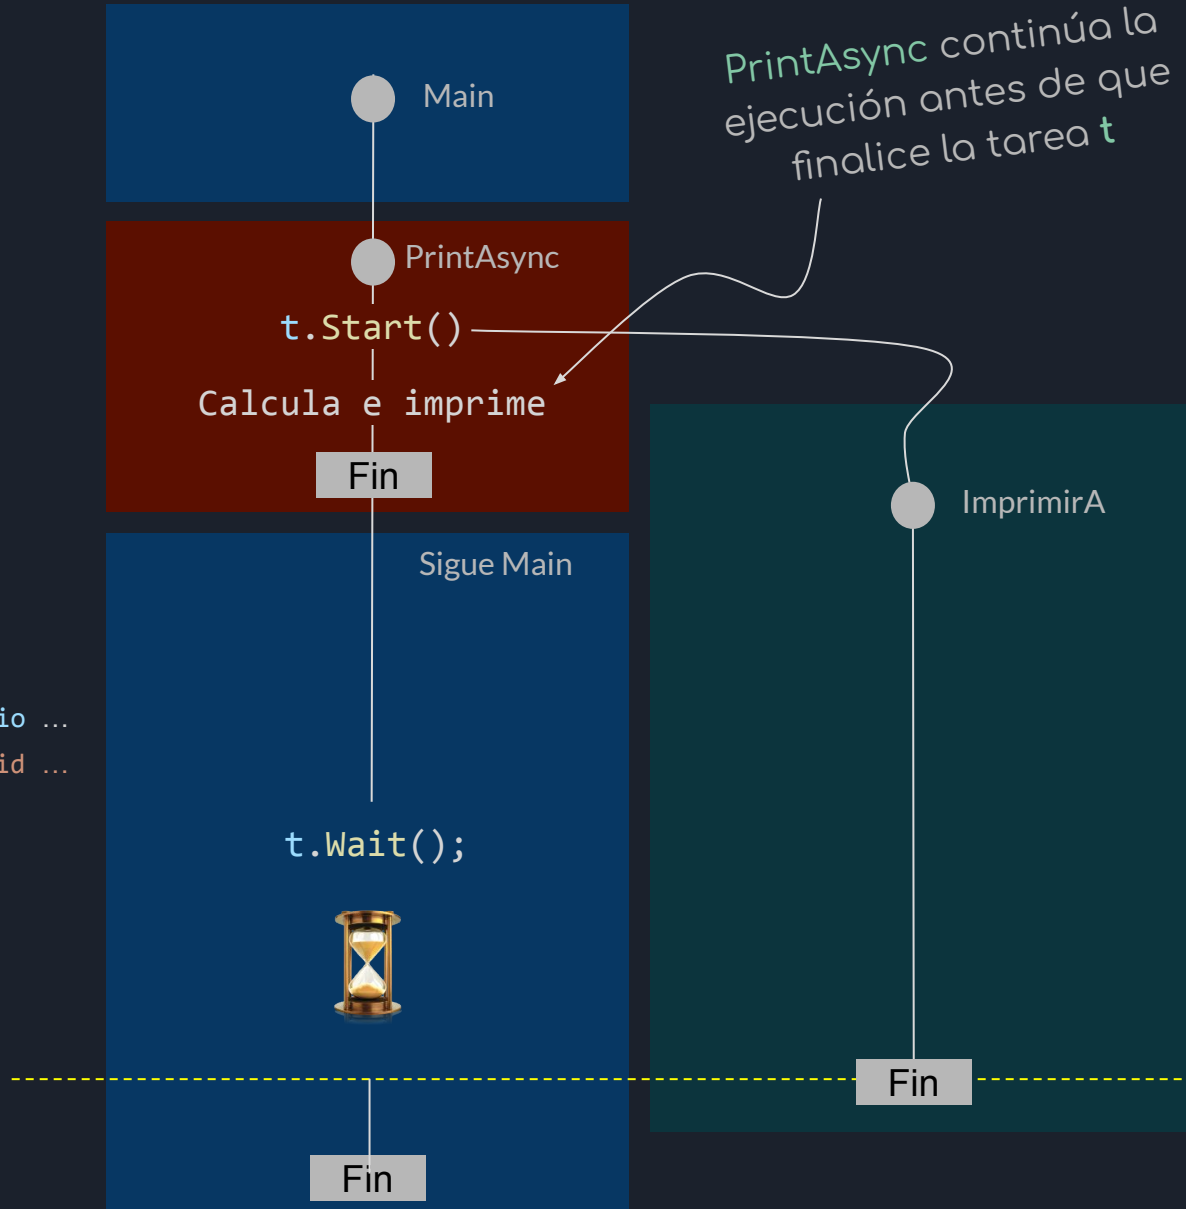 Main
PrintAsync continúa la
ejecución antes de que
finalice la tarea t
PrintAsync
t.Start()
Calcula e imprime
Fin
ImprimirA
Sigue Main
io ...
id ...
t.Wait();
Fin
Fin